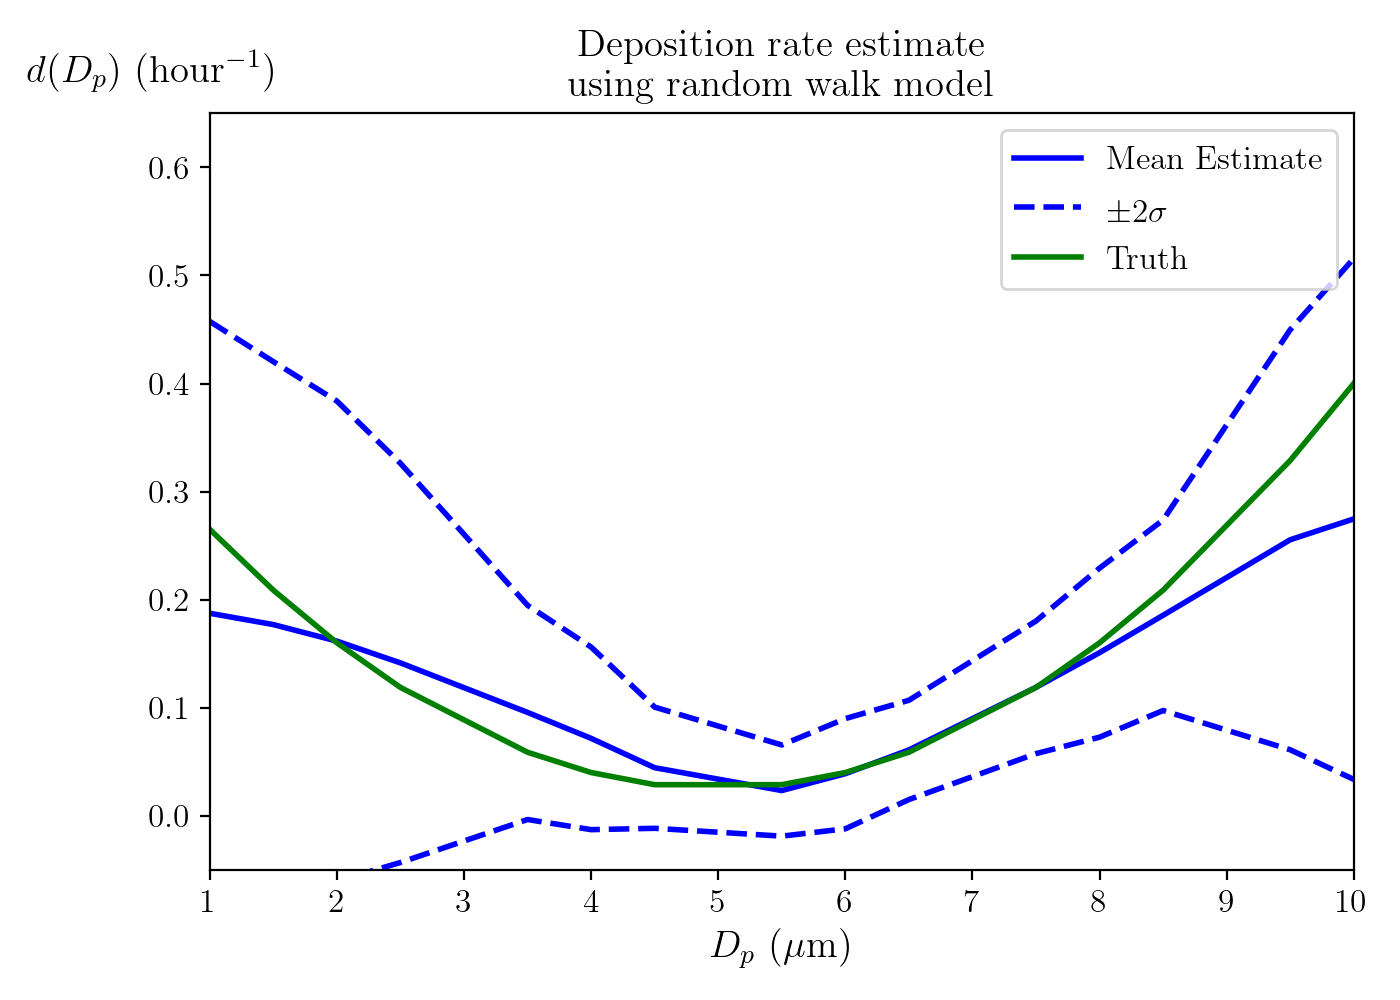 Deposition rate estimate
using random walk model
d(Dₚ) (hour⁻¹)
Mean Estimate
±2σ
Truth
0.6
0.5
0.4
0.3
0.2
0.1
0.0
1 2 3 4 5 6 7 8 9 10
Dₚ (μm)